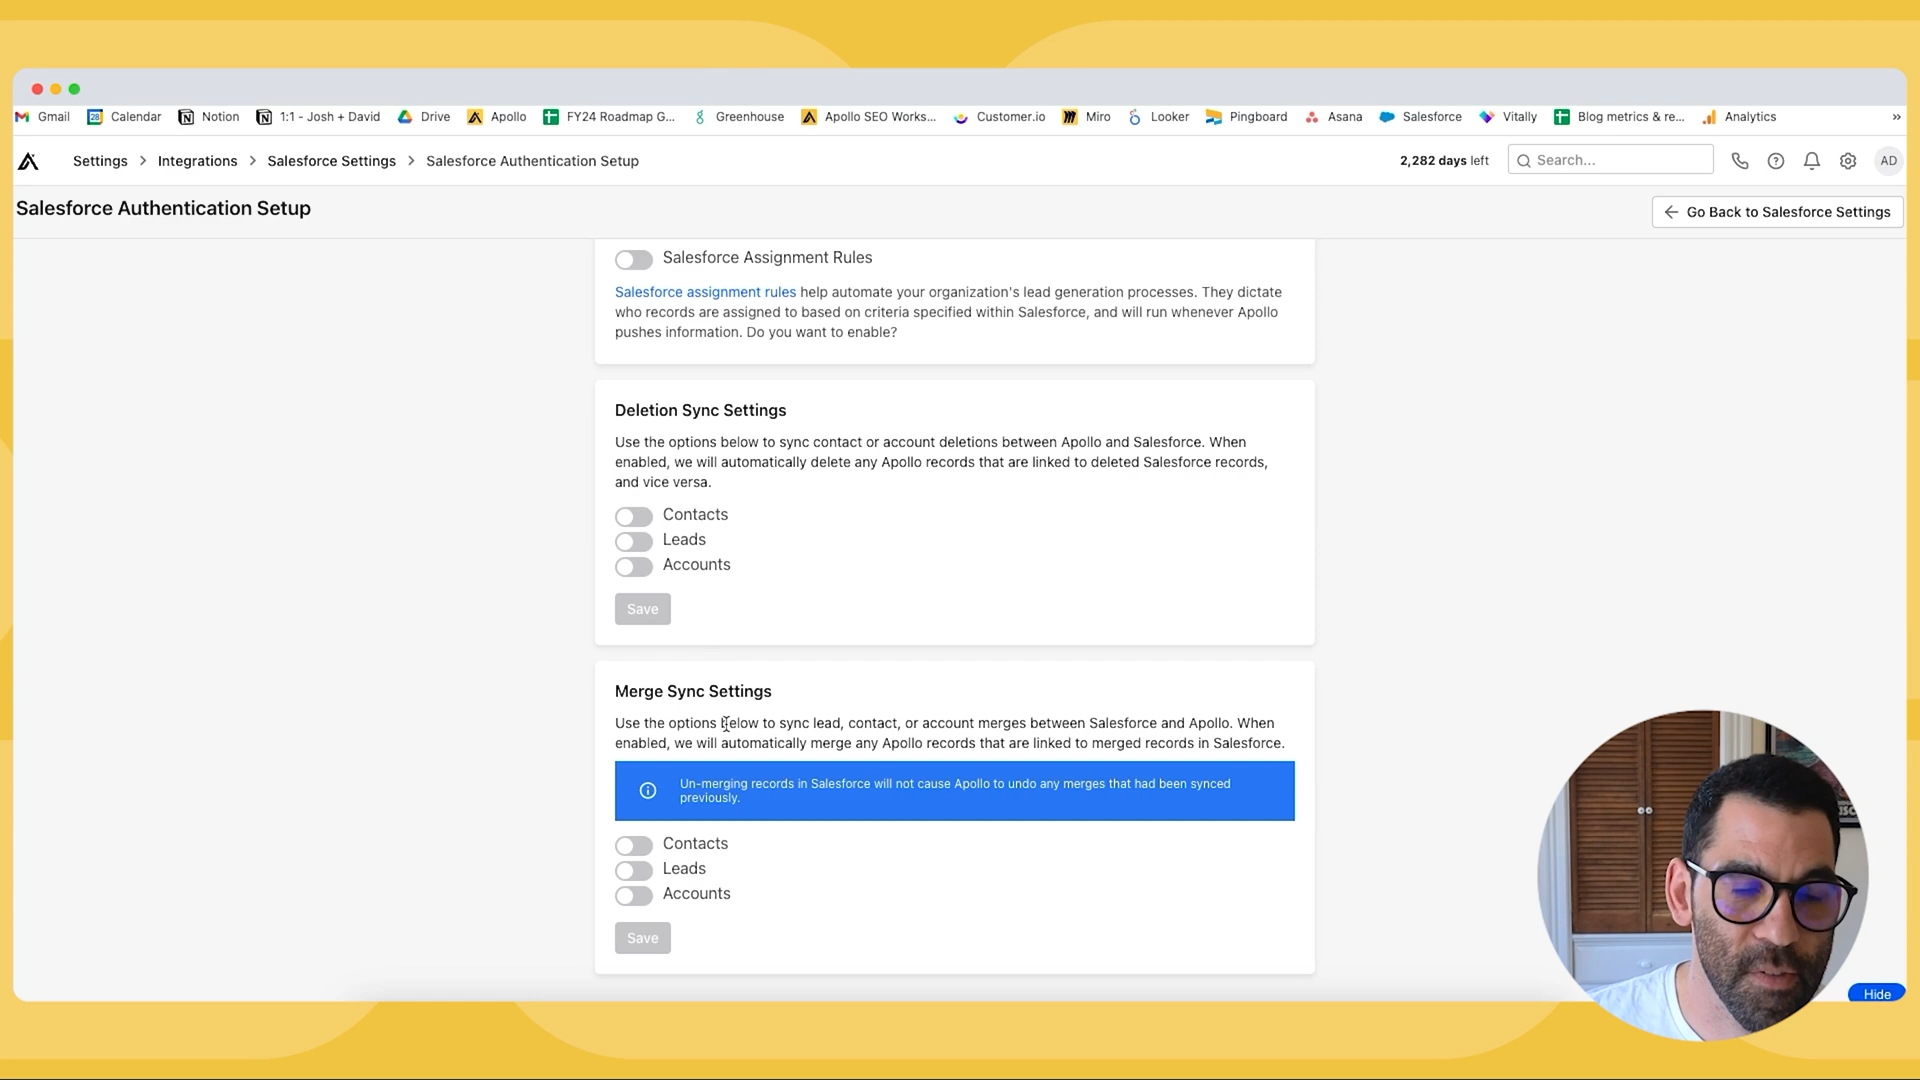 Gmail Calendar Notion 1:1 - Josh + David Drive Apollo FY24 Roadmap G... Greenhouse Apollo SEO Works... Customer.io Miro Looker Pingboard Asana Salesforce Vitally Blog metrics & re... Analytics »
Settings > Integrations > Salesforce Settings > Salesforce Authentication Setup 2,282 days left Search... AD
Salesforce Authentication Setup
Go Back to Salesforce Settings
Salesforce Assignment Rules
Salesforce assignment rules help automate your organization's lead generation processes. They dictate
who records are assigned to based on criteria specified within Salesforce, and will run whenever Apollo
pushes information. Do you want to enable?
Deletion Sync Settings
Use the options below to sync contact or account deletions between Apollo and Salesforce. When
enabled, we will automatically delete any Apollo records that are linked to deleted Salesforce records,
and vice versa.
Contacts
Leads
Accounts
Save
Merge Sync Settings
Use the options below to sync lead, contact, or account merges between Salesforce and Apollo. When
enabled, we will automatically merge any Apollo records that are linked to merged records in Salesforce.
Un-merging records in Salesforce will not cause Apollo to undo any merges that had been synced
previously.
Contacts
Leads
Accounts
Save
Hide